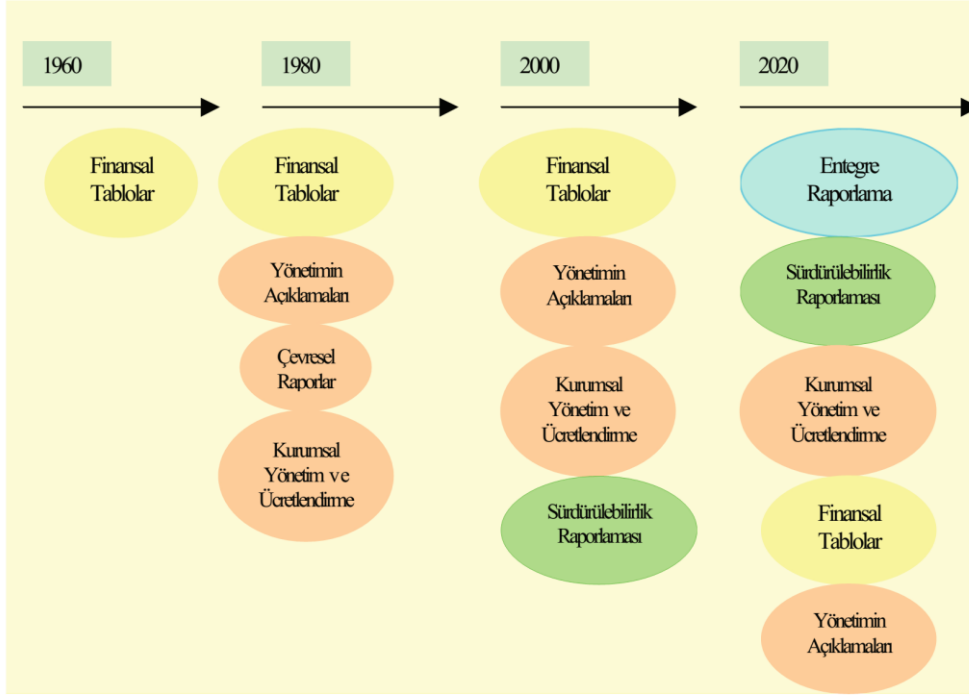 1960
1980
2000
2020
Finansal
Tablolar
Finansal
Tablolar
Yönetimin
Açıklamaları
Çevresel
Raporlar
Kurumsal
Yönetim ve
Ücretlendirme
Finansal
Tablolar
Yönetimin
Açıklamaları
Kurumsal
Yönetim ve
Ücretlendirme
Sürdürülebilirlik
Raporlaması
Entegre
Raporlama
Sürdürülebilirlik
Raporlaması
Kurumsal
Yönetim ve
Ücretlendirme
Finansal
Tablolar
Yönetimin
Açıklamaları